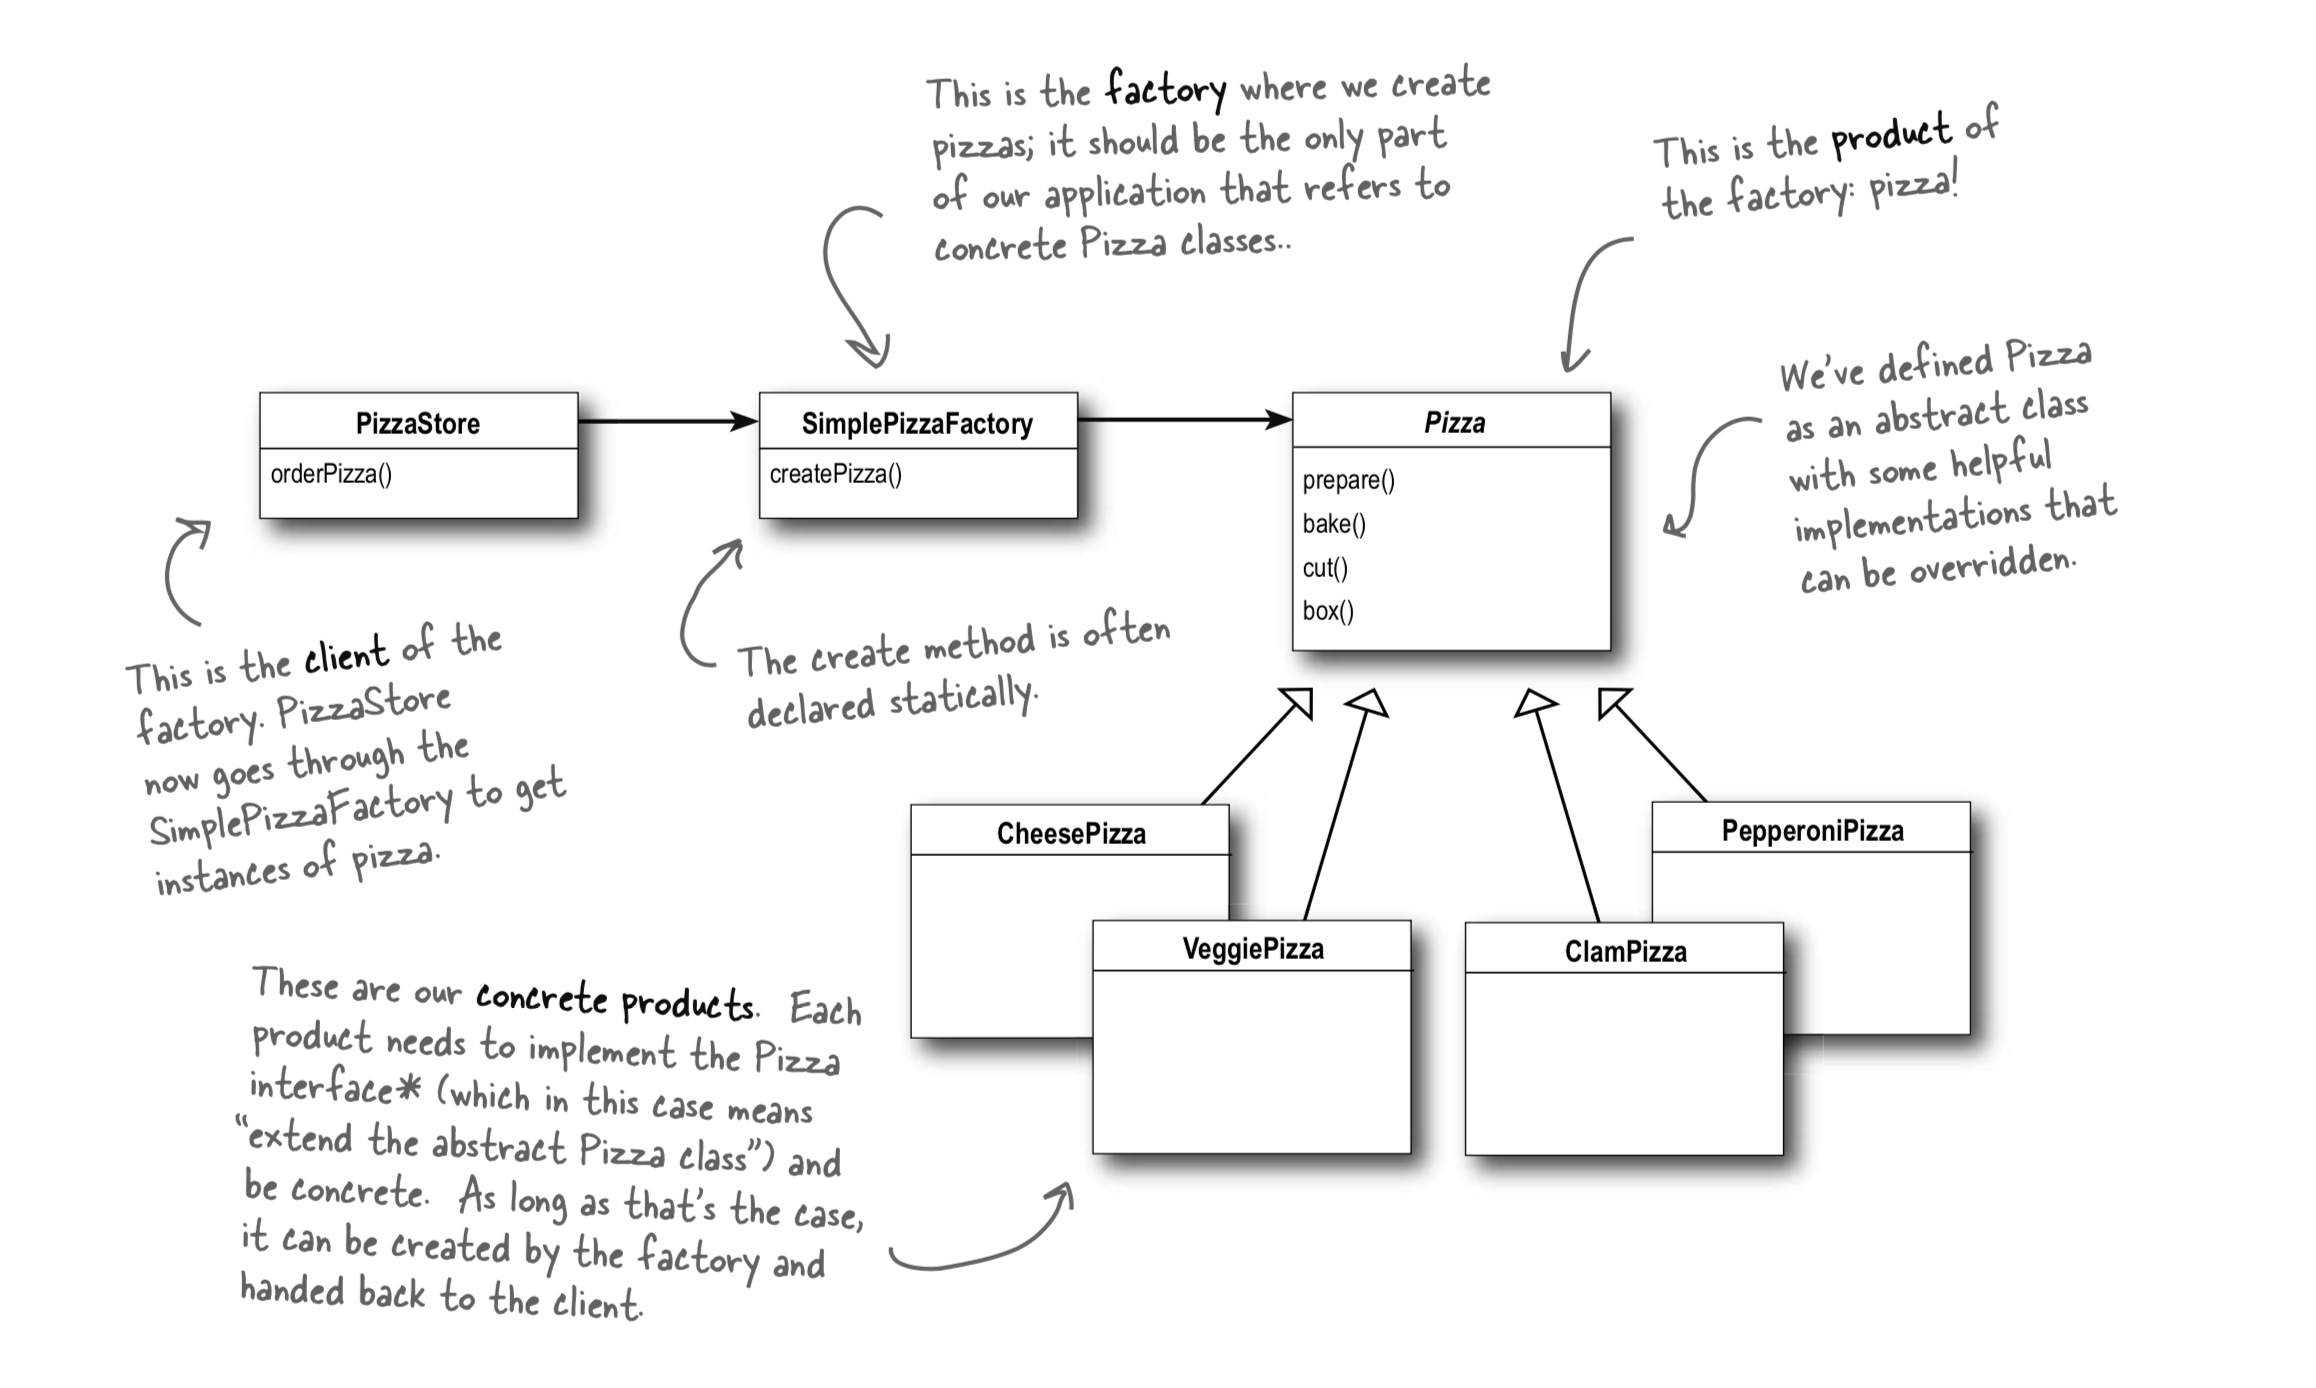 This is the factory where we create
pizzas; it should be the only part
of our application that refers to
concrete Pizza classes..
This is the product of
the factory: pizza!
We've defined Pizza
as an abstract class
with some helpful
implementations that
can be overridden.
PizzaStore
orderPizza()
SimplePizzaFactory
createPizza()
Pizza
prepare()
bake()
cut()
box()
This is the client of the
factory. PizzaStore
now goes through the
SimplePizzaFactory to get
instances of pizza.
The create method is often
declared statically.
CheesePizza
VeggiePizza
ClamPizza
PepperoniPizza
These are our concrete products. Each
product needs to implement the Pizza
interface* (which in this case means
“extend the abstract Pizza class”) and
be concrete. As long as that's the case,
it can be created by the factory and
handed back to the client.